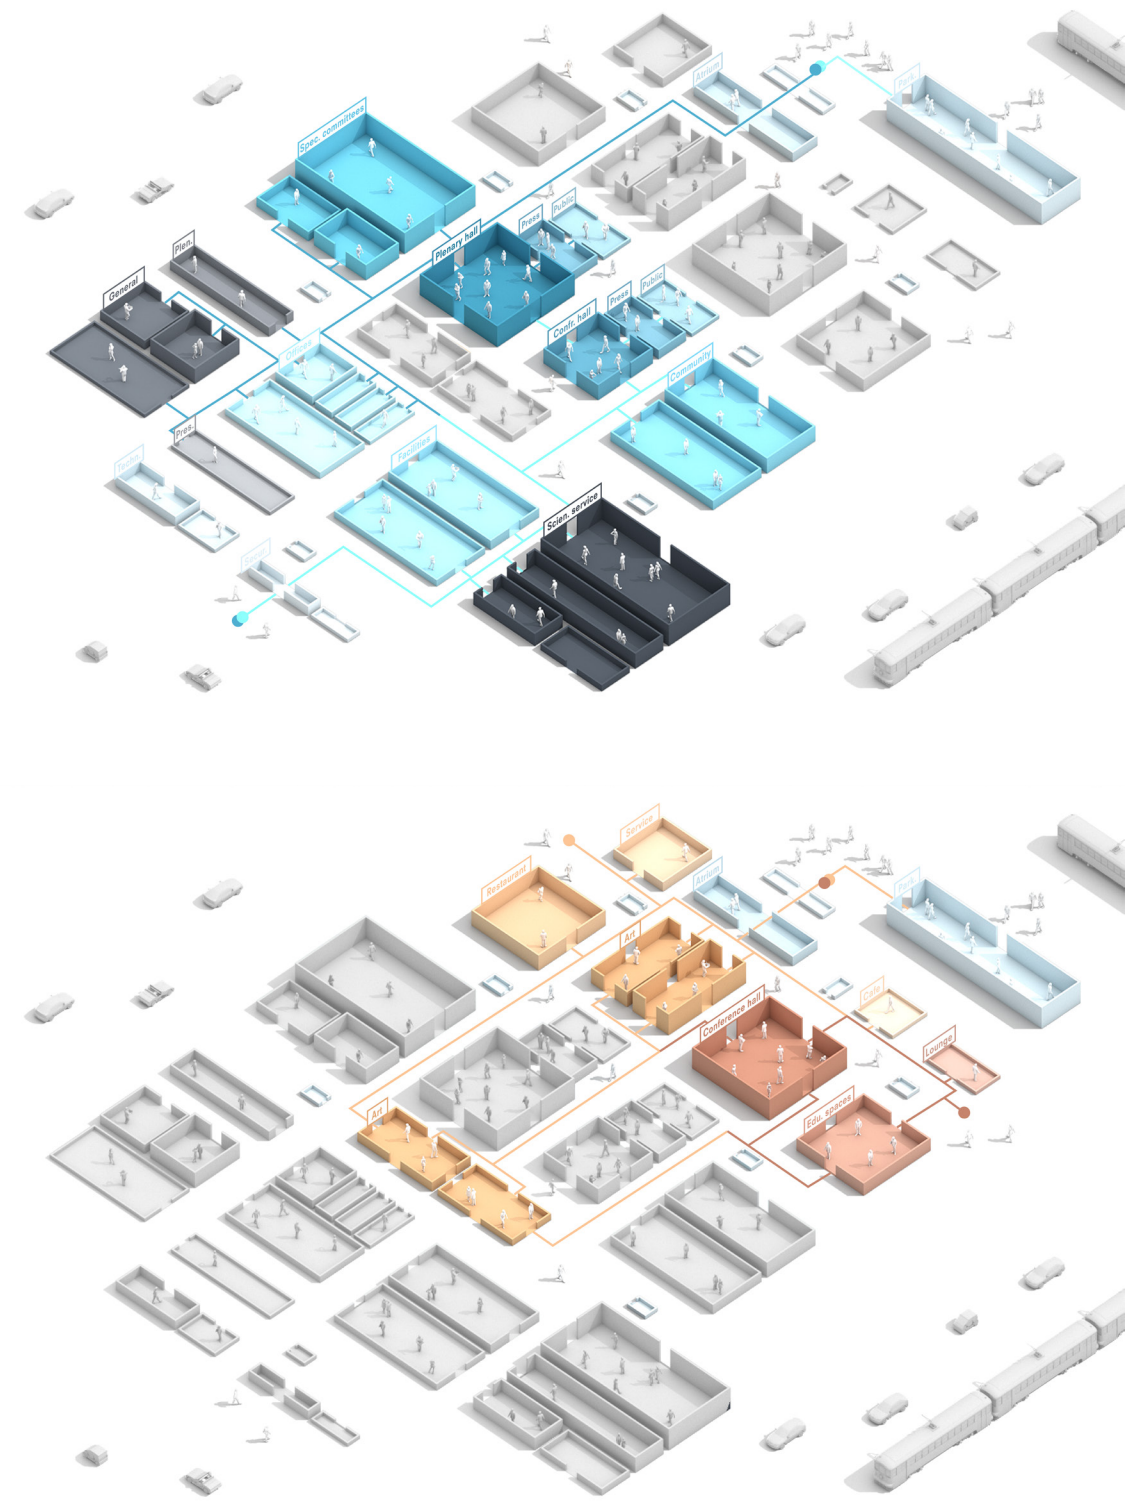 Atrium
Park
Spec. committees
Public
Press
Plenary hall
Plen.
General
Public
Press
Confr. hall
Offices
Community
Pres.
Facilities
Techn.
Scien. service
Service
Restaurant
Atrium
Park
Art
Cafe
Conference hall
Lounge
Edu. spaces
Art